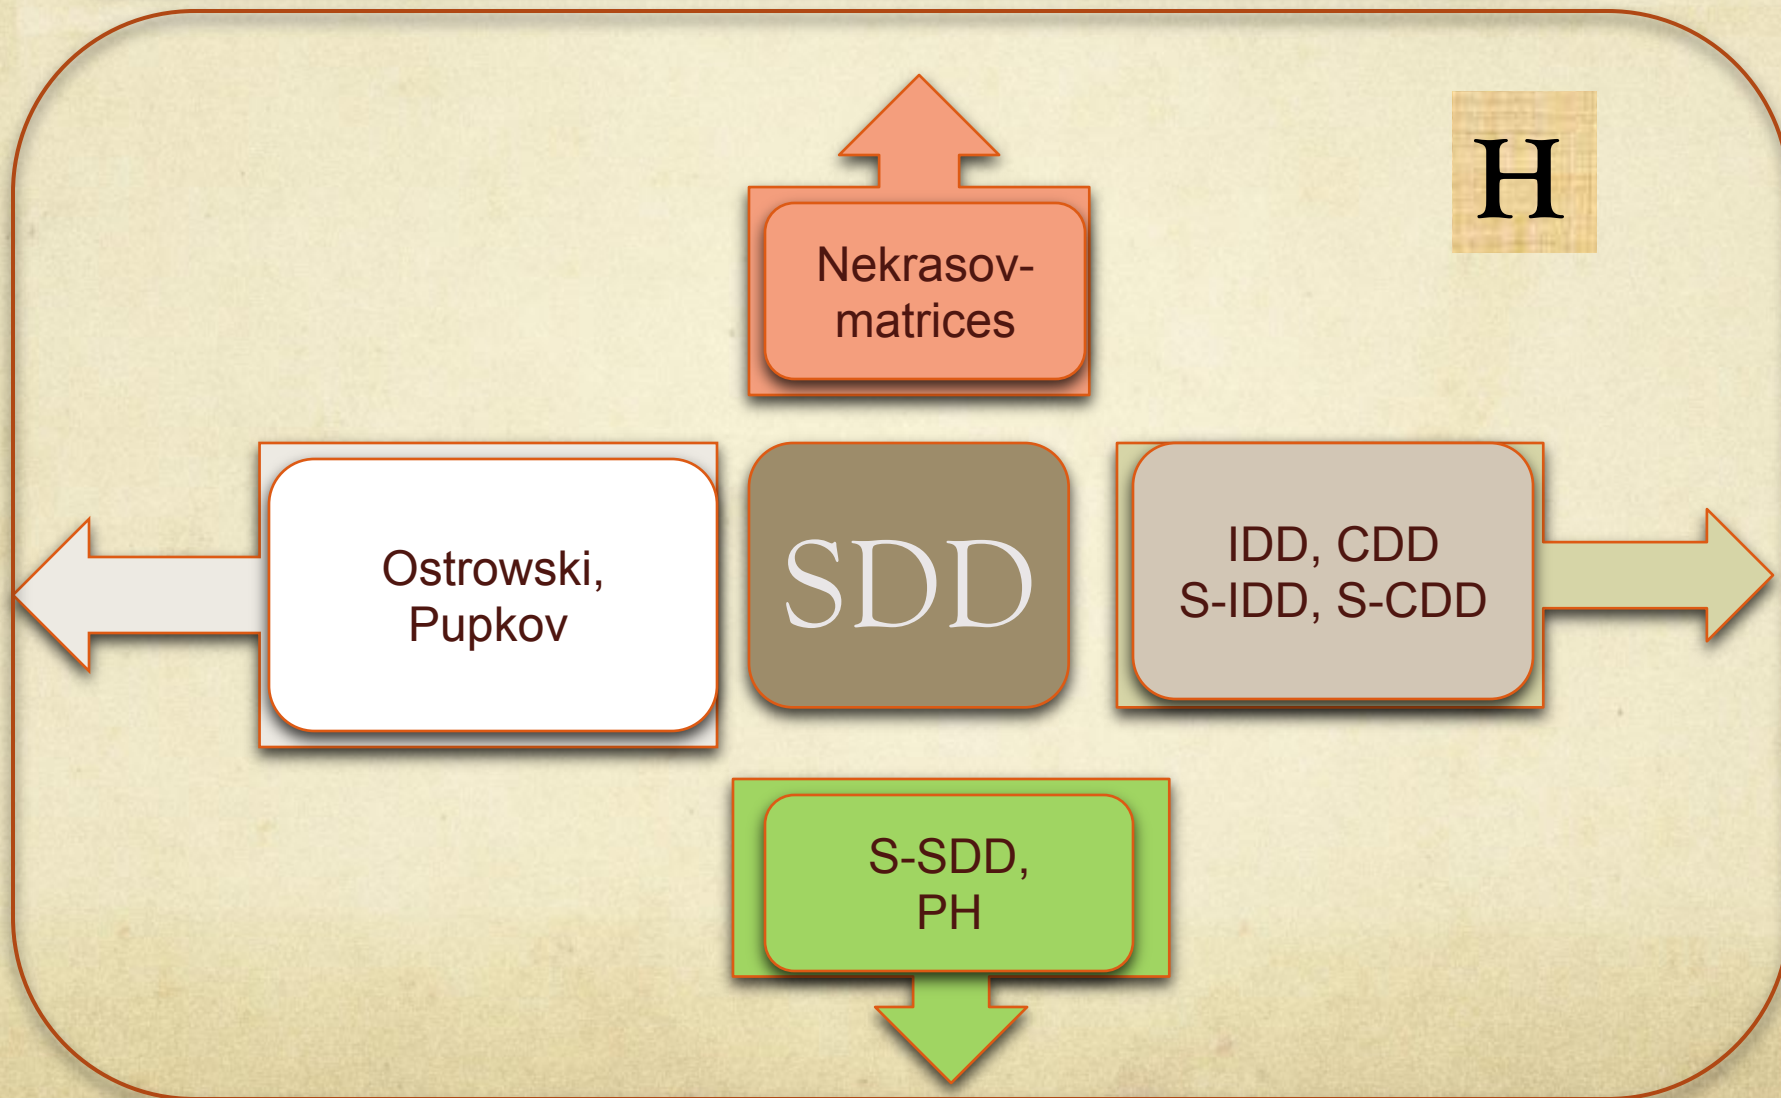 H
Nekrasov-
matrices
Ostrowski,
Pupkov
SDD
IDD, CDD
S-IDD, S-CDD
S-SDD,
PH